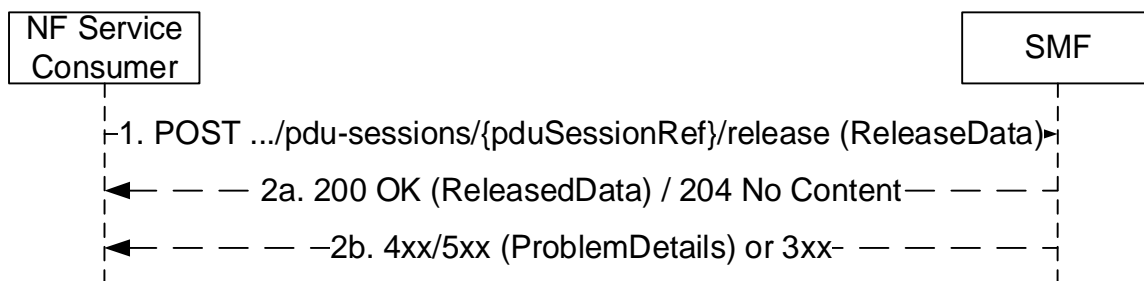 NF Service
Consumer
SMF
1. POST .../pdu-sessions/{pduSessionRef}/release (ReleaseData)
2a. 200 OK (ReleasedData) / 204 No Content
2b. 4xx/5xx (ProblemDetails) or 3xx